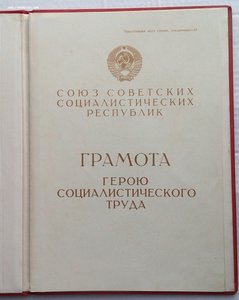 СОЮЗ СОВЕТСКИХ
СОЦИАЛИСТИЧЕСКИХ
РЕСПУБЛИК
ГРАМОТА
ГЕРОЮ
СОЦИАЛИСТИЧЕСКОГО
ТРУДА